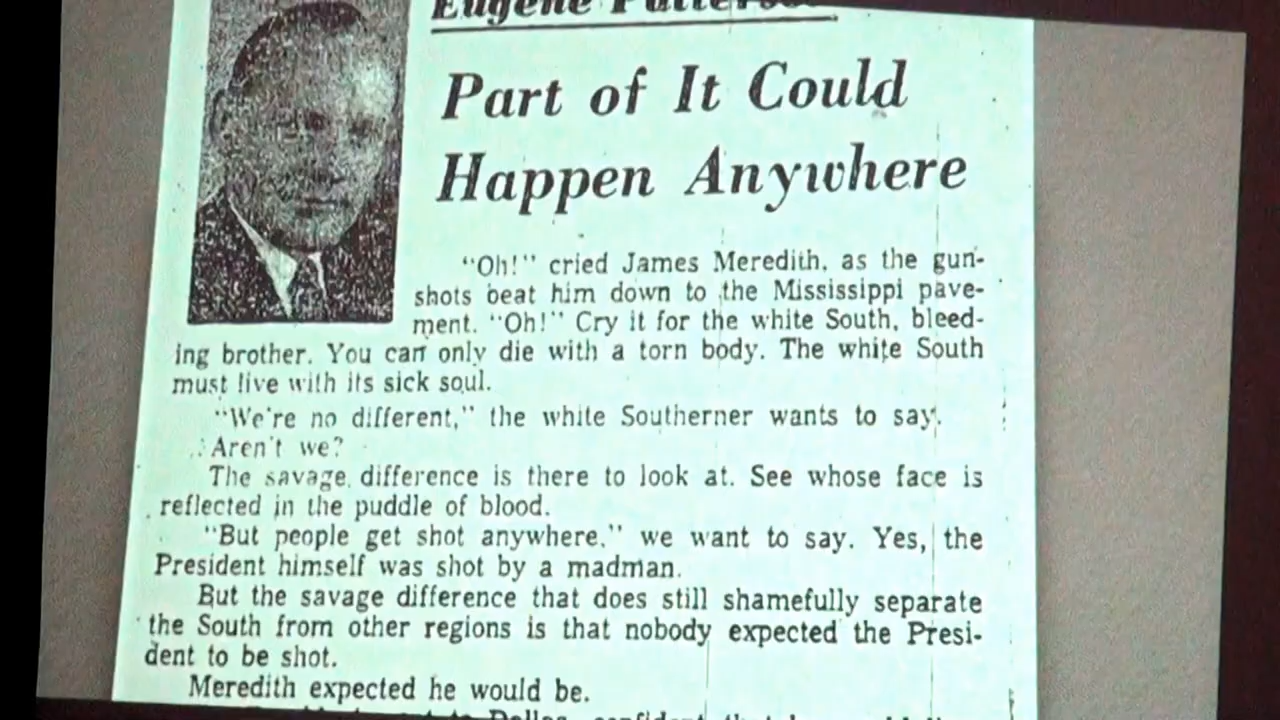 Eugene Patterson
Part of It Could
Happen Anywhere
"Oh!" cried James Meredith, as the gun-
shots beat him down to the Mississippi pave-
ment. "Oh!" Cry it for the white South, bleed-
ing brother. You can only die with a torn body. The white South
must live with its sick soul.
"We're no different," the white Southerner wants to say.
Aren't we?
The savage difference is there to look at. See whose face is
reflected in the puddle of blood.
"But people get shot anywhere," we want to say. Yes, the
President himself was shot by a madman.
But the savage difference that does still shamefully separate
the South from other regions is that nobody expected the Presi-
dent to be shot.
Meredith expected he would be.